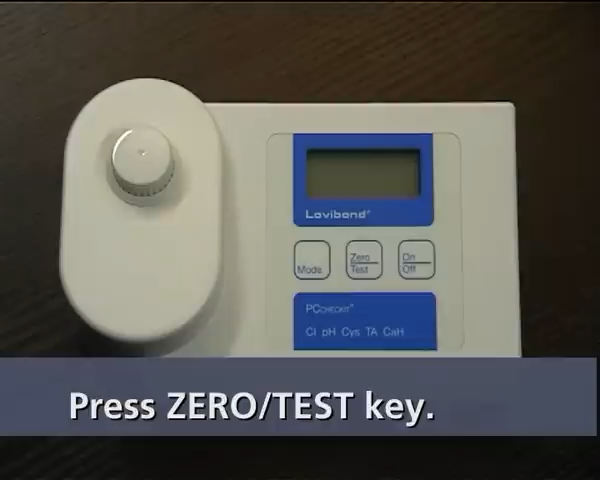 Lovibond®
Mode
Zero
Test
On
Off
PCCHECKIT®
Cl pH Cys TA CaH
Press ZERO/TEST key.